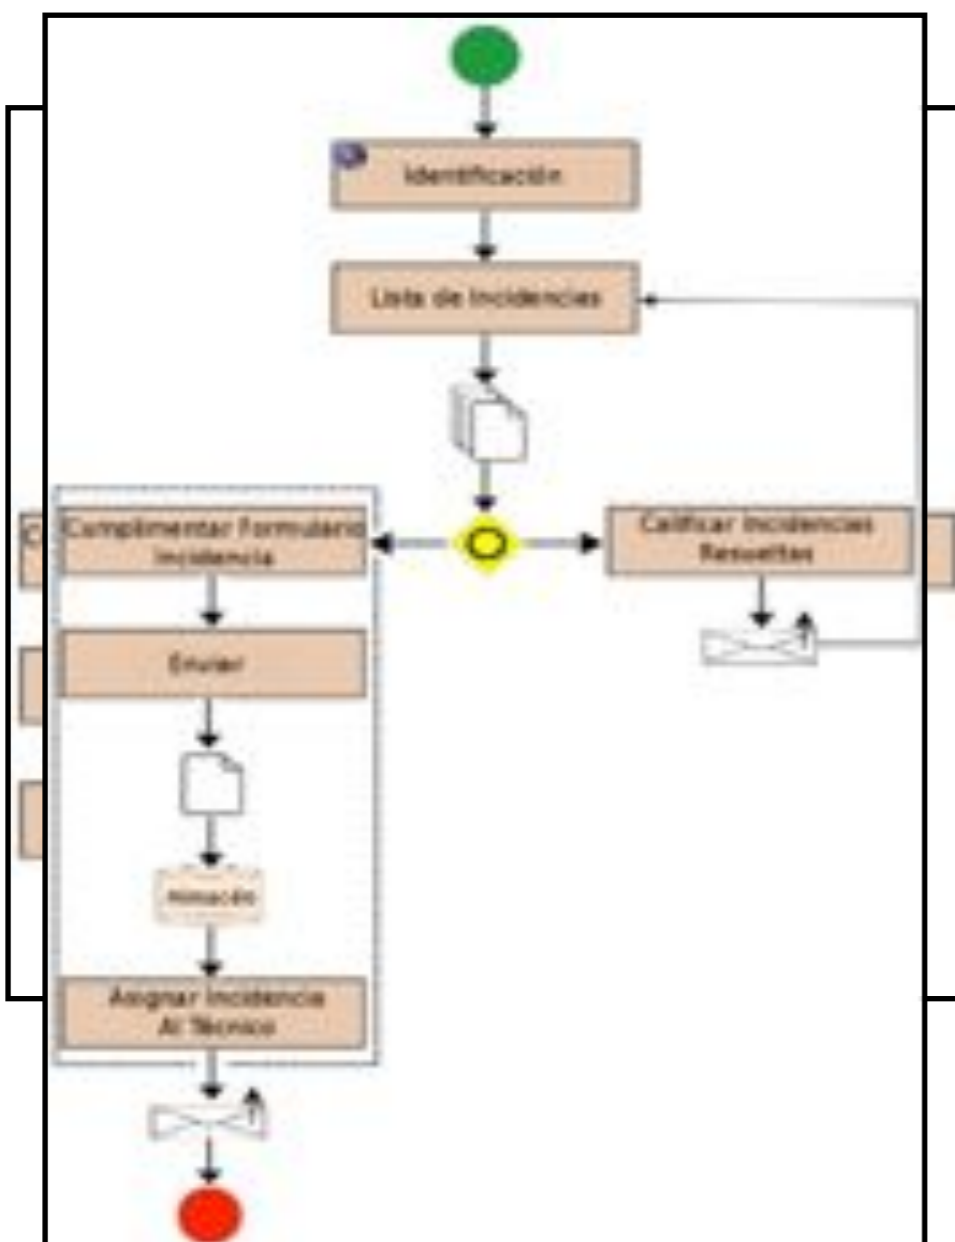 Identificación
Lista de Incidencias
Cumplimentar Formulario
Incidencia
Calificar Incidencias
Resueltas
Enviar
Almacén
Asignar Incidencia
Al Técnico